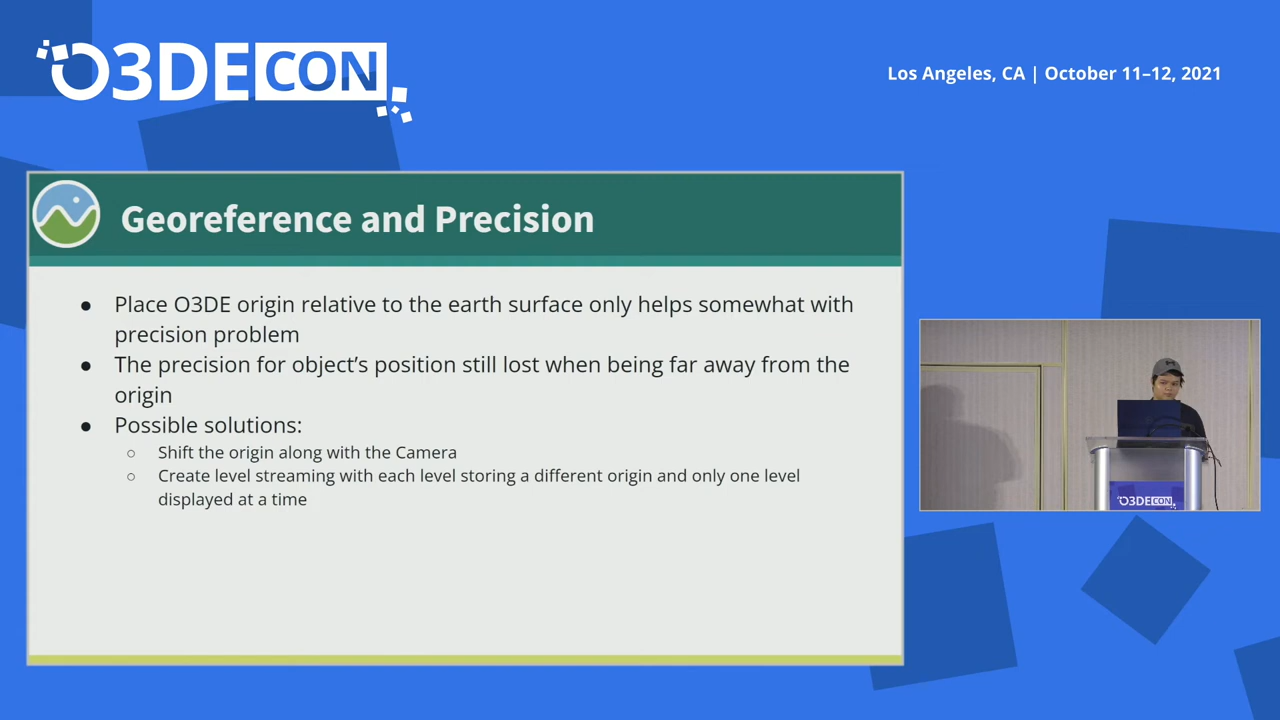 O3DECON
Los Angeles, CA | October 11–12, 2021
Georeference and Precision
● Place O3DE origin relative to the earth surface only helps somewhat with
precision problem
● The precision for object's position still lost when being far away from the
origin
● Possible solutions:
○ Shift the origin along with the Camera
○ Create level streaming with each level storing a different origin and only one level
displayed at a time
O3DECON